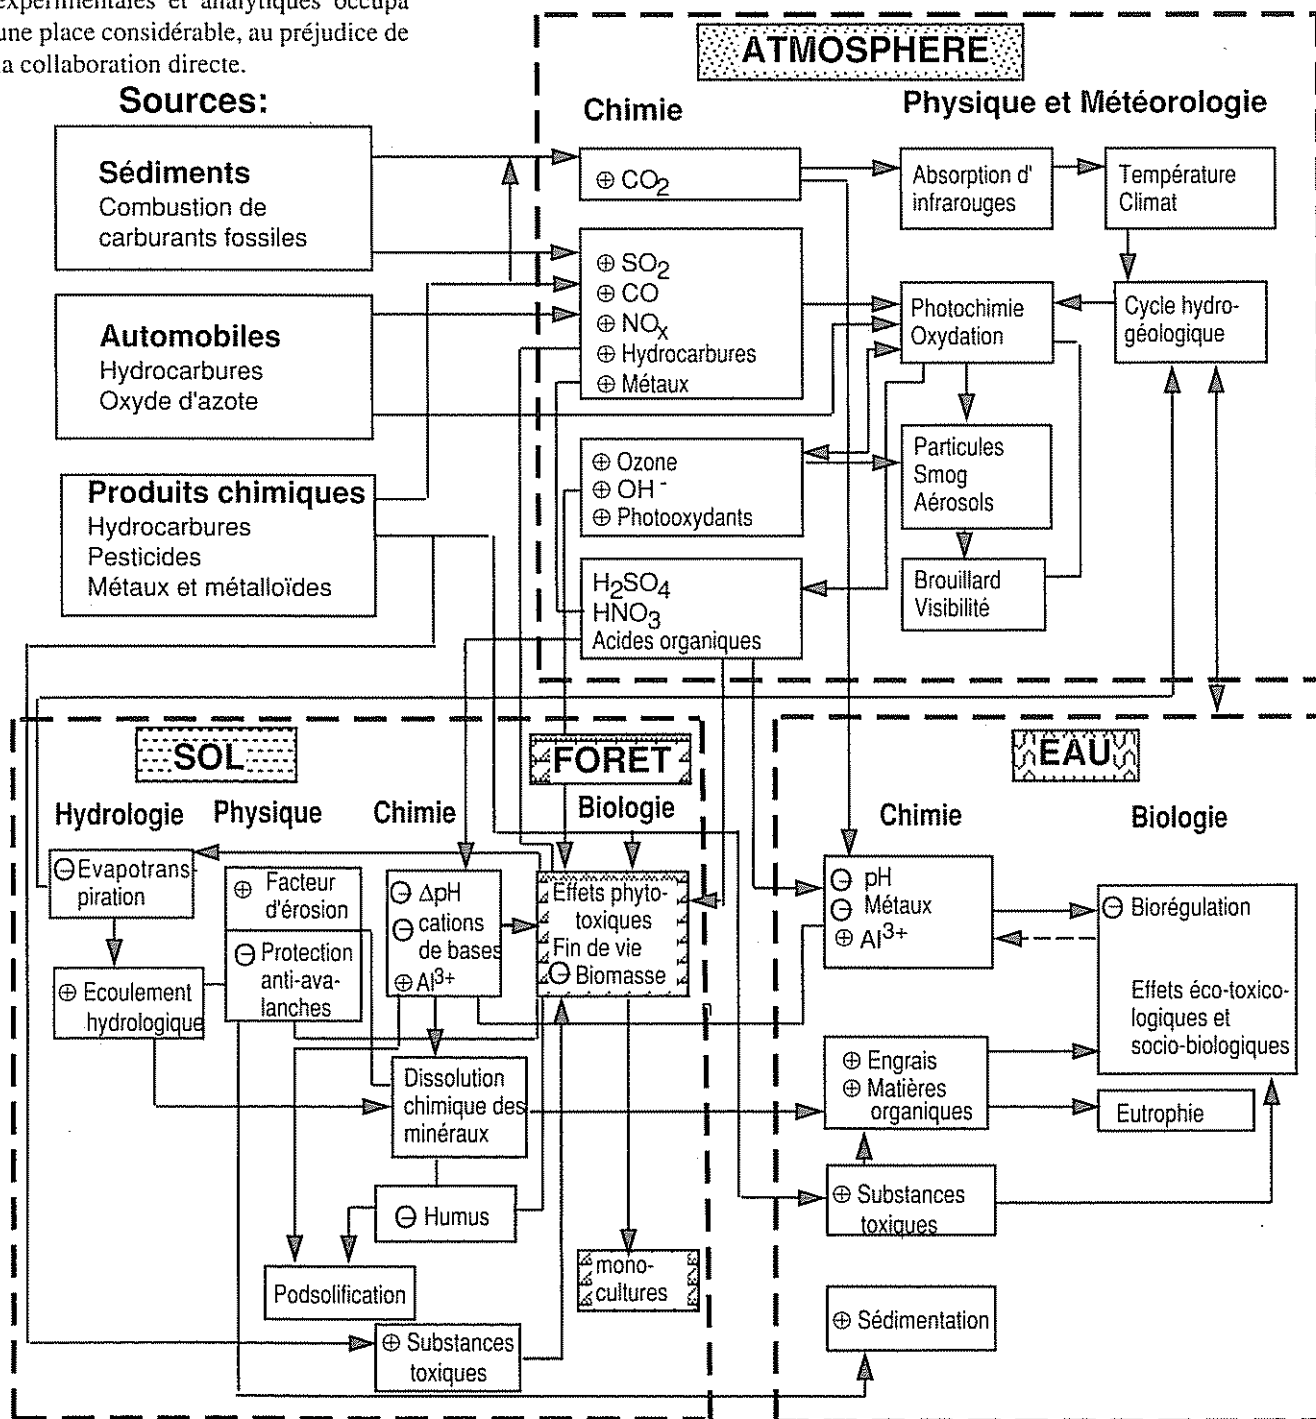 expérimentales et analytiques occupa
une place considérable, au préjudice de
la collaboration directe.
Sources:
Sédiments
Combustion de
carburants fossiles
Automobiles
Hydrocarbures
Oxyde d'azote
Produits chimiques
Hydrocarbures
Pesticides
Métaux et métalloïdes
ATMOSPHERE
Chimie
Physique et Météorologie
⊕ CO2
Absorption d'
infrarouges
Température
Climat
⊕ SO2
⊕ CO
⊕ NOx
⊕ Hydrocarbures
⊕ Métaux
Photochimie
Oxydation
Cycle hydro-
géologique
⊕ Ozone
⊕ OH -
⊕ Photooxydants
Particules
Smog
Aérosols
H2SO4
HNO3
Acides organiques
Brouillard
Visibilité
SOL
Hydrologie
Physique
Chimie
⊖ Evapotrans-
piration
⊕ Ecoulement
hydrologique
⊕ Facteur
d'érosion
⊖ Protection
anti-ava-
lanches
⊖ ΔpH
⊖ cations
de bases
⊕ Al3+
Dissolution
chimique des
minéraux
⊖ Humus
Podsolification
⊕ Substances
toxiques
FORET
Biologie
Effets phyto-
toxiques
Fin de vie
⊖ Biomasse
mono-
cultures
EAU
Chimie
Biologie
⊖ pH
⊖ Métaux
⊕ Al3+
⊖ Biorégulation
Effets éco-toxico-
logiques et
socio-biologiques
⊕ Engrais
⊕ Matières
organiques
Eutrophie
⊕ Substances
toxiques
⊕ Sédimentation